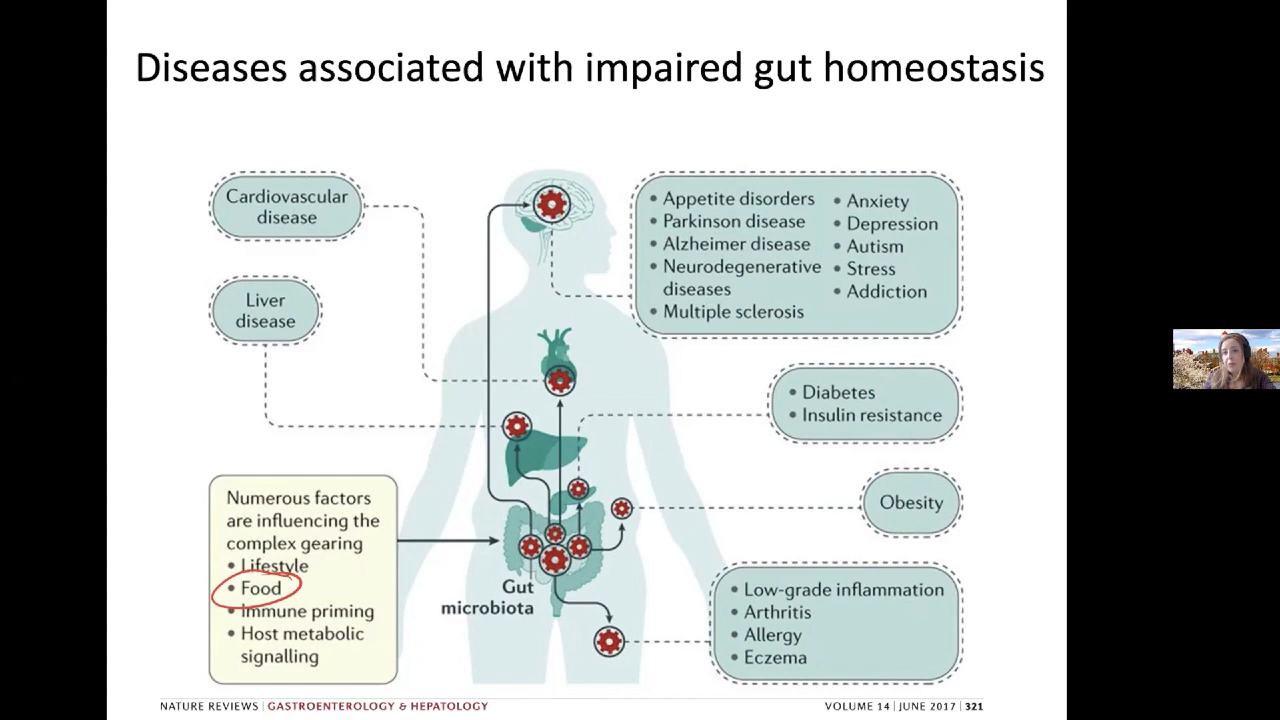 Diseases associated with impaired gut homeostasis
Cardiovascular
disease
Liver
disease
• Appetite disorders
• Parkinson disease
• Alzheimer disease
• Neurodegenerative
diseases
• Multiple sclerosis
• Anxiety
• Depression
• Autism
• Stress
• Addiction
• Diabetes
• Insulin resistance
Obesity
Numerous factors
are influencing the
complex gearing
• Lifestyle
• Food
• Immune priming
• Host metabolic
signalling
Gut
microbiota
• Low-grade inflammation
• Arthritis
• Allergy
• Eczema
NATURE REVIEWS | GASTROENTEROLOGY & HEPATOLOGY
VOLUME 14 | JUNE 2017 | 321